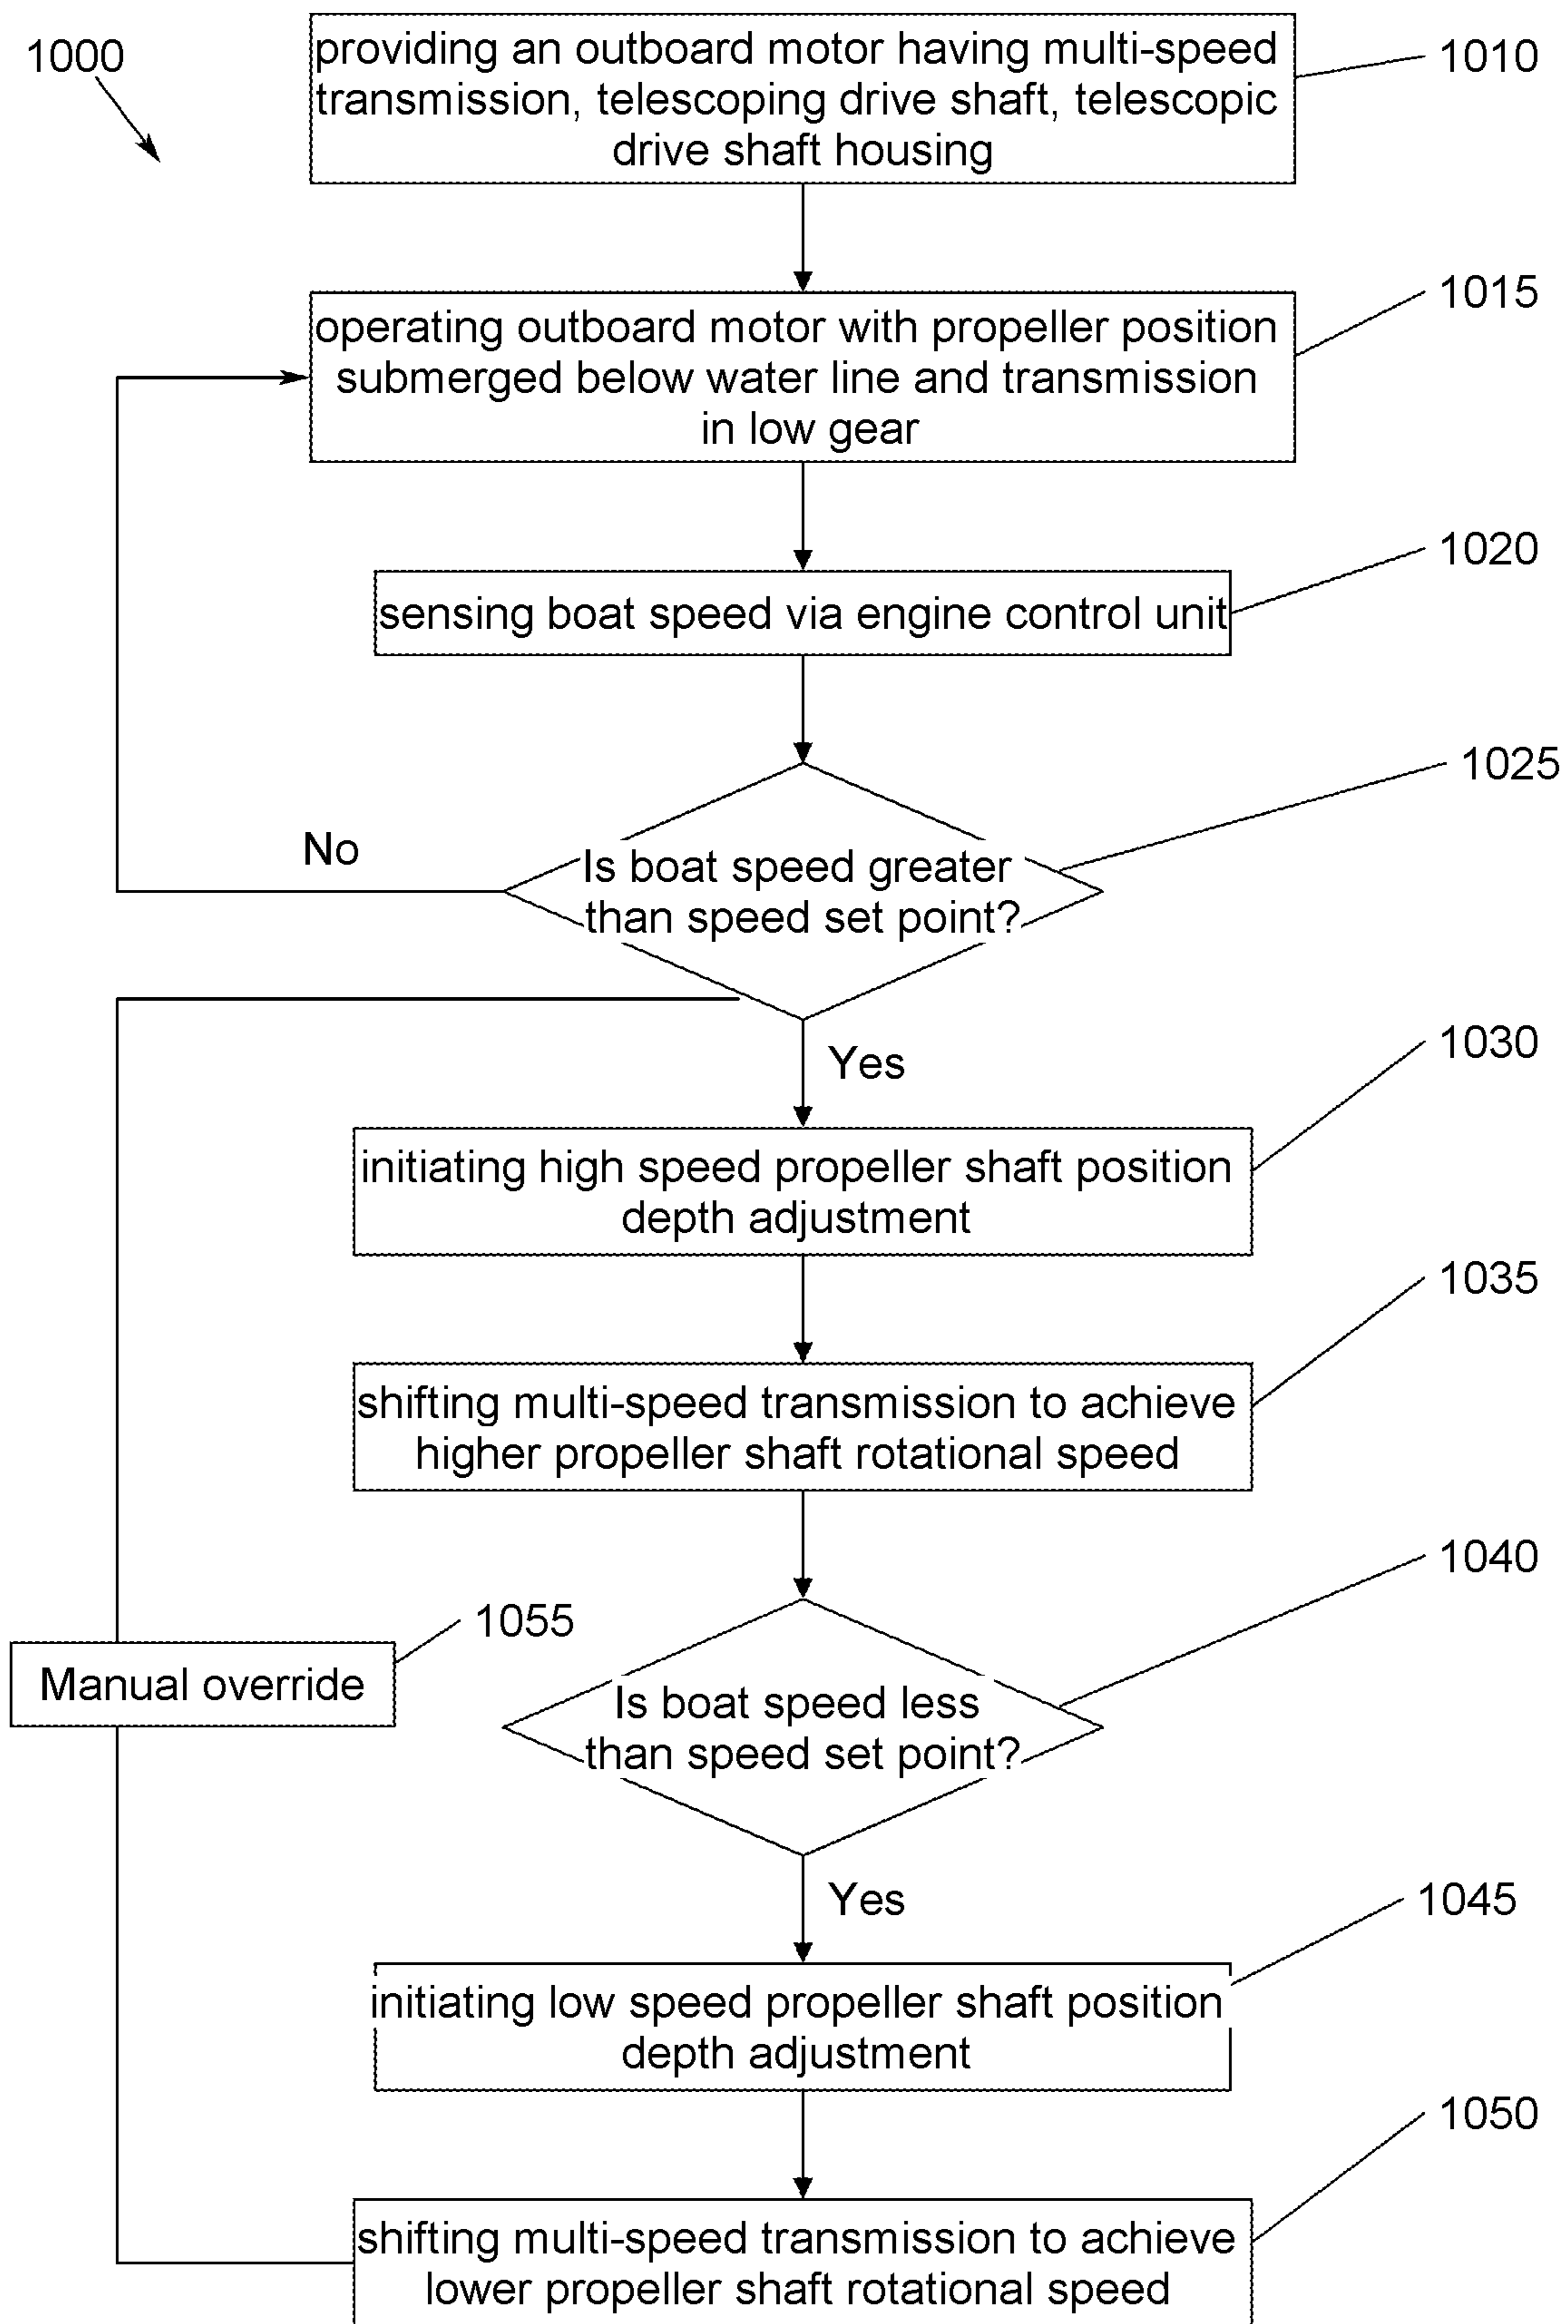 1000
providing an outboard motor having multi-speed
transmission, telescoping drive shaft, telescopic
drive shaft housing
1010
operating outboard motor with propeller position
submerged below water line and transmission
in low gear
1015
sensing boat speed via engine control unit
1020
Is boat speed greater
than speed set point?
1025
No
Yes
initiating high speed propeller shaft position
depth adjustment
1030
shifting multi-speed transmission to achieve
higher propeller shaft rotational speed
1035
Is boat speed less
than speed set point?
1040
Manual override
1055
Yes
initiating low speed propeller shaft position
depth adjustment
1045
shifting multi-speed transmission to achieve
lower propeller shaft rotational speed
1050